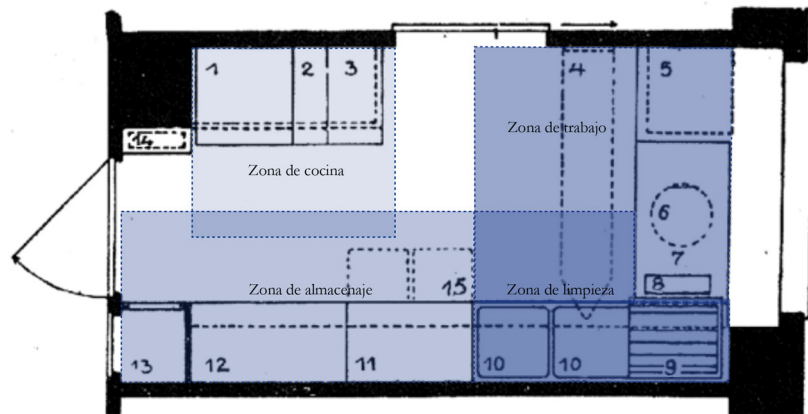 1 2 3 4 5
Zona de trabajo
14
Zona de cocina
6
7
8
Zona de almacenaje 15 Zona de limpieza
13 12 11 10 10 9